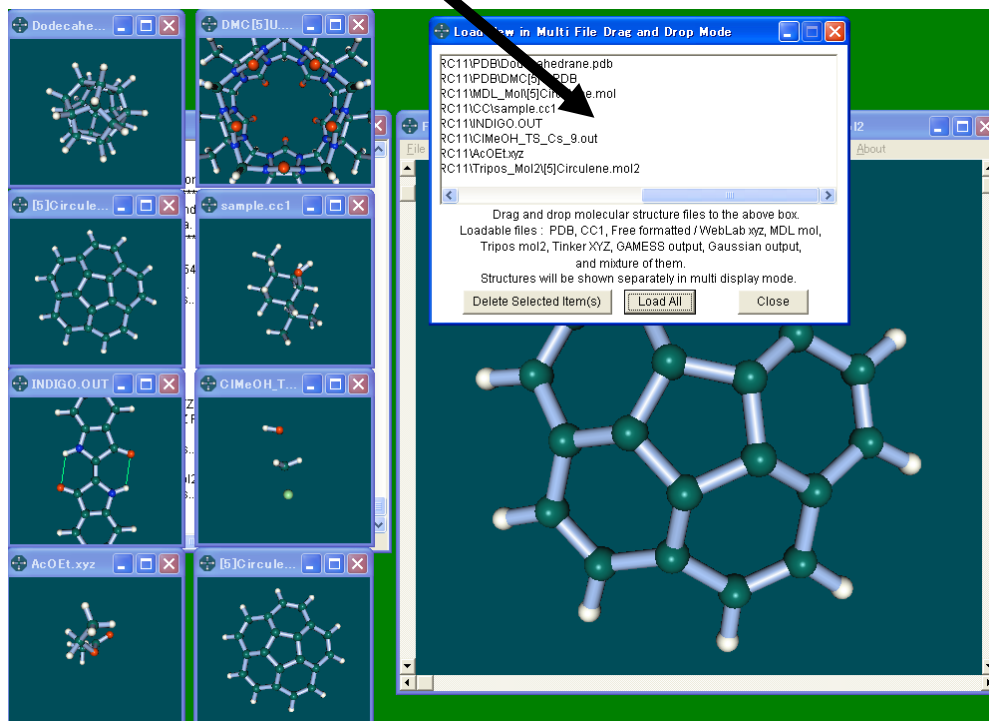 Dodecahe...
DMC[5]U....
Load New in Multi File Drag and Drop Mode
RC11\PDB\Dodecahedrane.pdb
RC11\PDB\DMC[5]
RC11\MDL_Mol\[5]Circulene.mol
RC11\CC\sample.cc1
RC11\INDIGO.OUT
RC11\ClMeOH_TS_Cs_9.out
RC11\AcOEt.xyz
RC11\Tripos_Mol2\[5]Circulene.mol2
Drag and drop molecular structure files to the above box.
Loadable files : PDB, CC1, Free formatted / WebLab xyz, MDL mol,
Tripos mol2, Tinker XYZ, GAMESS output, Gaussian output,
and mixture of them.
Structures will be shown separately in multi display mode.
Delete Selected Item(s)
Load All
Close
File
About
[5]Circule...
sample.cc1
INDIGO.OUT
ClMeOH_T...
AcOEt.xyz
[5]Circule...